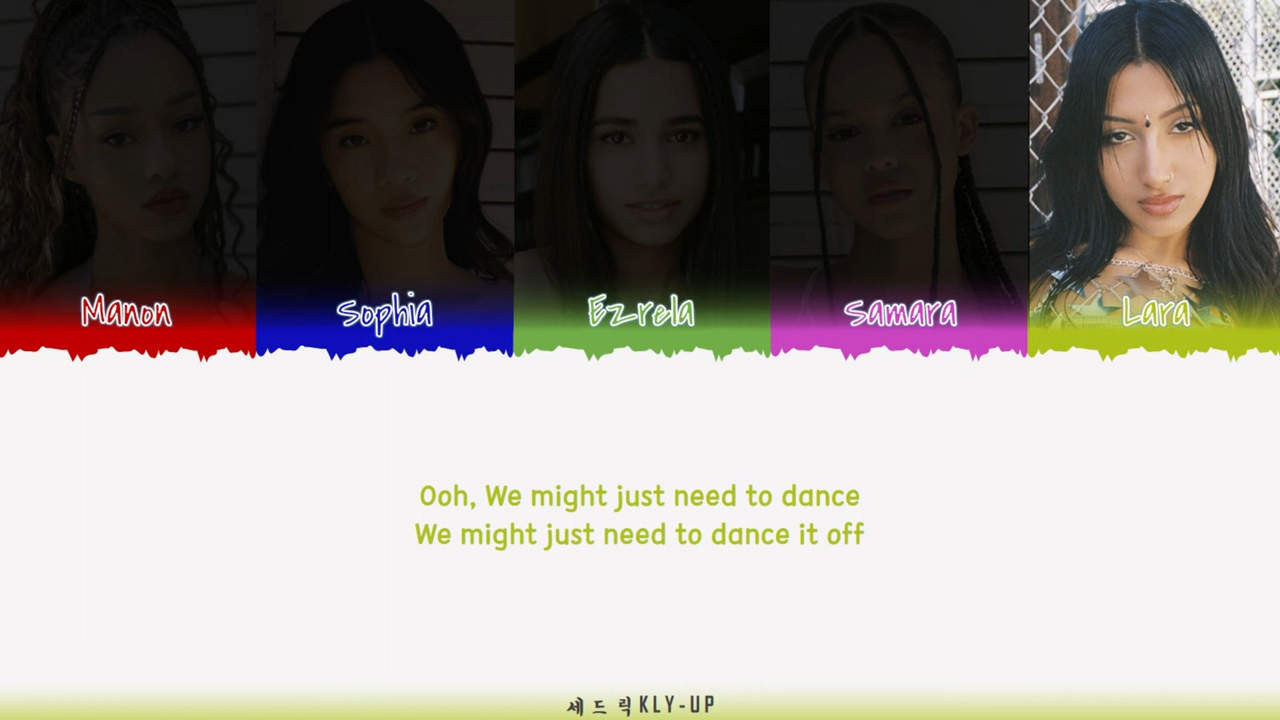 Manon
Sophia
Ezrela
Samara
Lara
Ooh, We might just need to dance
We might just need to dance it off
세드릭KLY-UP